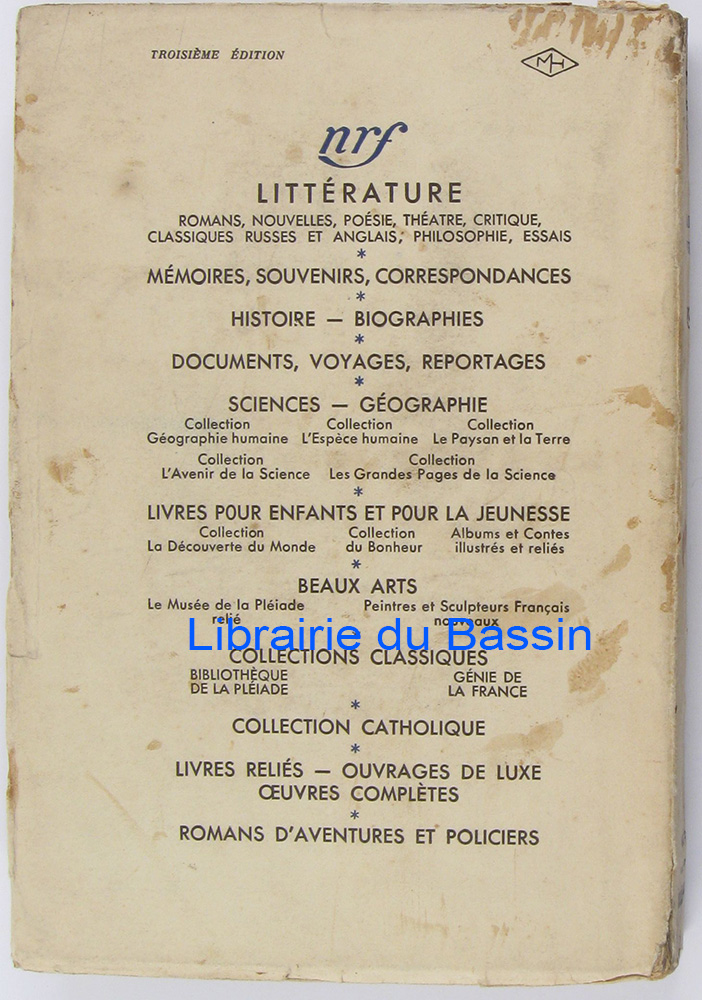 TROISIÈME ÉDITION
MH
nrf
LITTÉRATURE
ROMANS, NOUVELLES, POÉSIE, THÉATRE, CRITIQUE,
CLASSIQUES RUSSES ET ANGLAIS, PHILOSOPHIE, ESSAIS
*
MÉMOIRES, SOUVENIRS, CORRESPONDANCES
*
HISTOIRE — BIOGRAPHIES
*
DOCUMENTS, VOYAGES, REPORTAGES
*
SCIENCES — GÉOGRAPHIE
Collection Collection Collection
Géographie humaine L'Espèce humaine Le Paysan et la Terre
Collection Collection
L'Avenir de la Science Les Grandes Pages de la Science
*
LIVRES POUR ENFANTS ET POUR LA JEUNESSE
Collection Collection Albums et Contes
La Découverte du Monde du Bonheur illustrés et reliés
*
BEAUX ARTS
Le Musée de la Pléiade Peintres et Sculpteurs Français
relié nouveaux
Librairie du Bassin
COLLECTIONS CLASSIQUES
BIBLIOTHÈQUE GÉNIE DE
DE LA PLÉIADE LA FRANCE
*
COLLECTION CATHOLIQUE
*
LIVRES RELIÉS — OUVRAGES DE LUXE
ŒUVRES COMPLÈTES
*
ROMANS D'AVENTURES ET POLICIERS